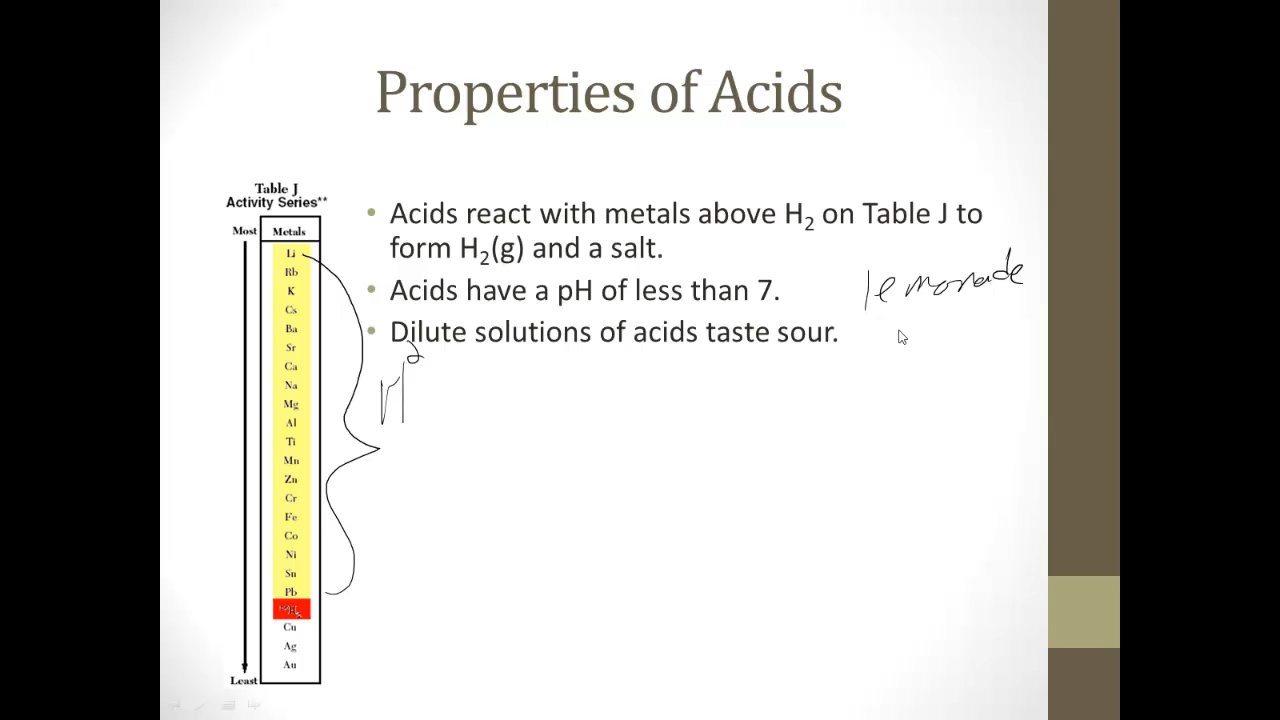 Properties of Acids
Table J
Activity Series**
Most
Metals
Li
Rb
K
Cs
Ba
Sr
Ca
Na
Mg
Al
Ti
Mn
Zn
Cr
Fe
Co
Ni
Sn
Pb
**H₂
Cu
Ag
Au
Least
• Acids react with metals above H₂ on Table J to
form H₂(g) and a salt.
• Acids have a pH of less than 7.
• Dilute solutions of acids taste sour.
lemonade